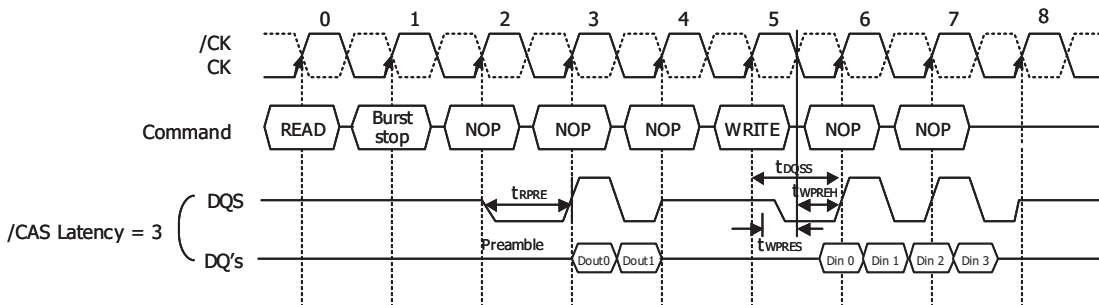 0 1 2 3 4 5 6 7 8
/CK
CK
Command READ Burst stop NOP NOP NOP WRITE NOP NOP
tDQSS
DQS tRPRE tWPREH
/CAS Latency = 3
Preamble tWPRES
DQ's Dout0 Dout1 Din 0 Din 1 Din 2 Din 3